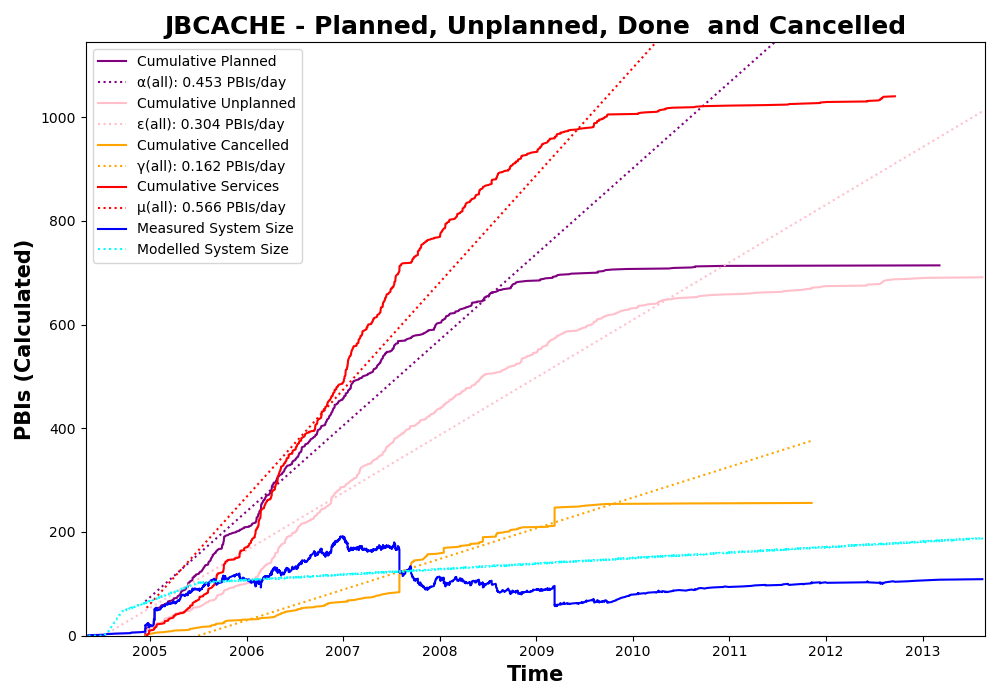 JBCACHE - Planned, Unplanned, Done  and Cancelled
Cumulative Planned
α(all): 0.453 PBIs/day
Cumulative Unplanned
ε(all): 0.304 PBIs/day
Cumulative Cancelled
γ(all): 0.162 PBIs/day
Cumulative Services
μ(all): 0.566 PBIs/day
Measured System Size
Modelled System Size
PBIs (Calculated)
1000
800
600
400
200
0
2005 2006 2007 2008 2009 2010 2011 2012 2013
Time